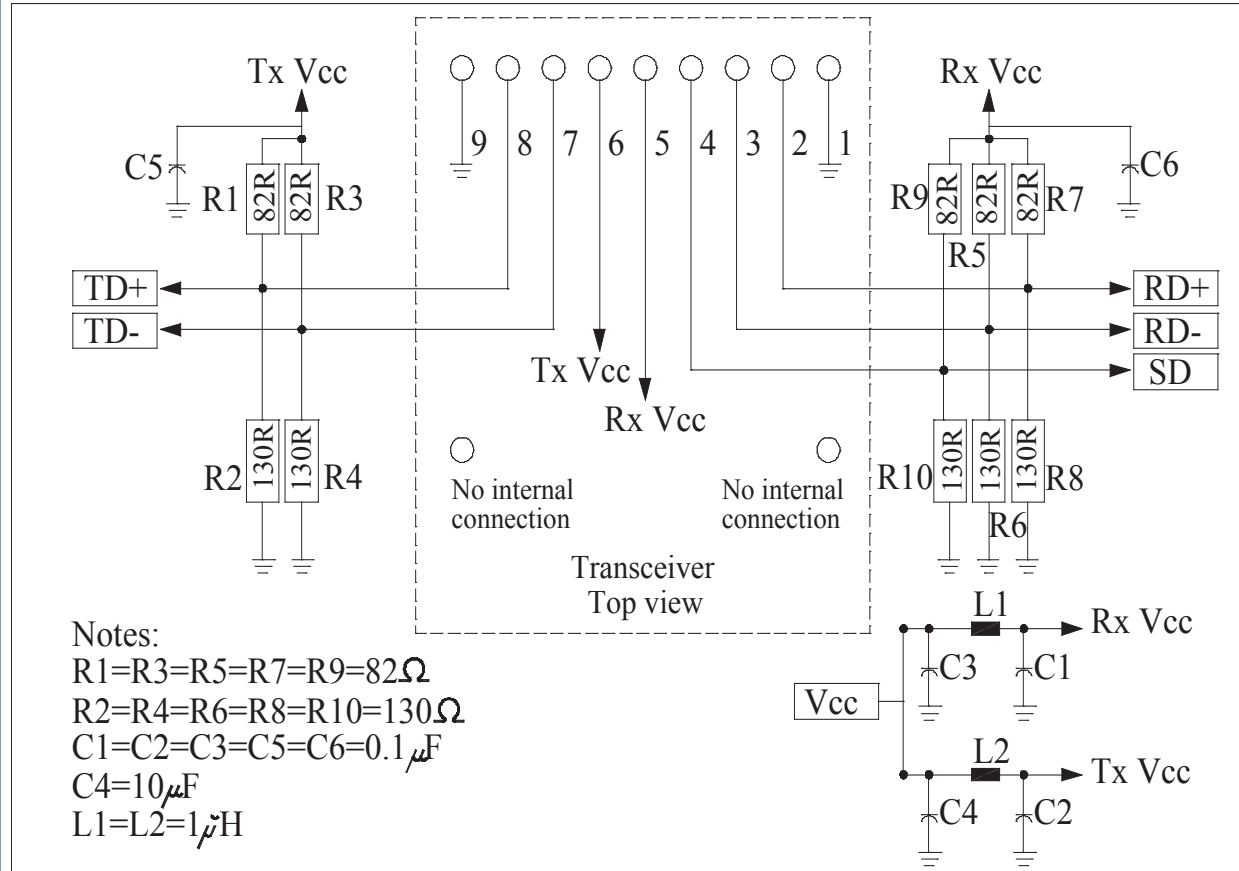 Tx Vcc
Rx Vcc
9 8 7 6 5 4 3 2 1
C5
R1
82R
82R
R3
R9
82R
82R
82R
R7
C6
R5
TD+
TD-
RD+
RD-
SD
Tx Vcc
Rx Vcc
R2
130R
130R
R4
R10
130R
130R
130R
R8
R6
No internal
connection
No internal
connection
Transceiver
Top view
Notes:
R1=R3=R5=R7=R9=82Ω
R2=R4=R6=R8=R10=130Ω
C1=C2=C3=C5=C6=0.1μF
C4=10μF
L1=L2=1μH
L1
Rx Vcc
C3
C1
Vcc
L2
Tx Vcc
C4
C2